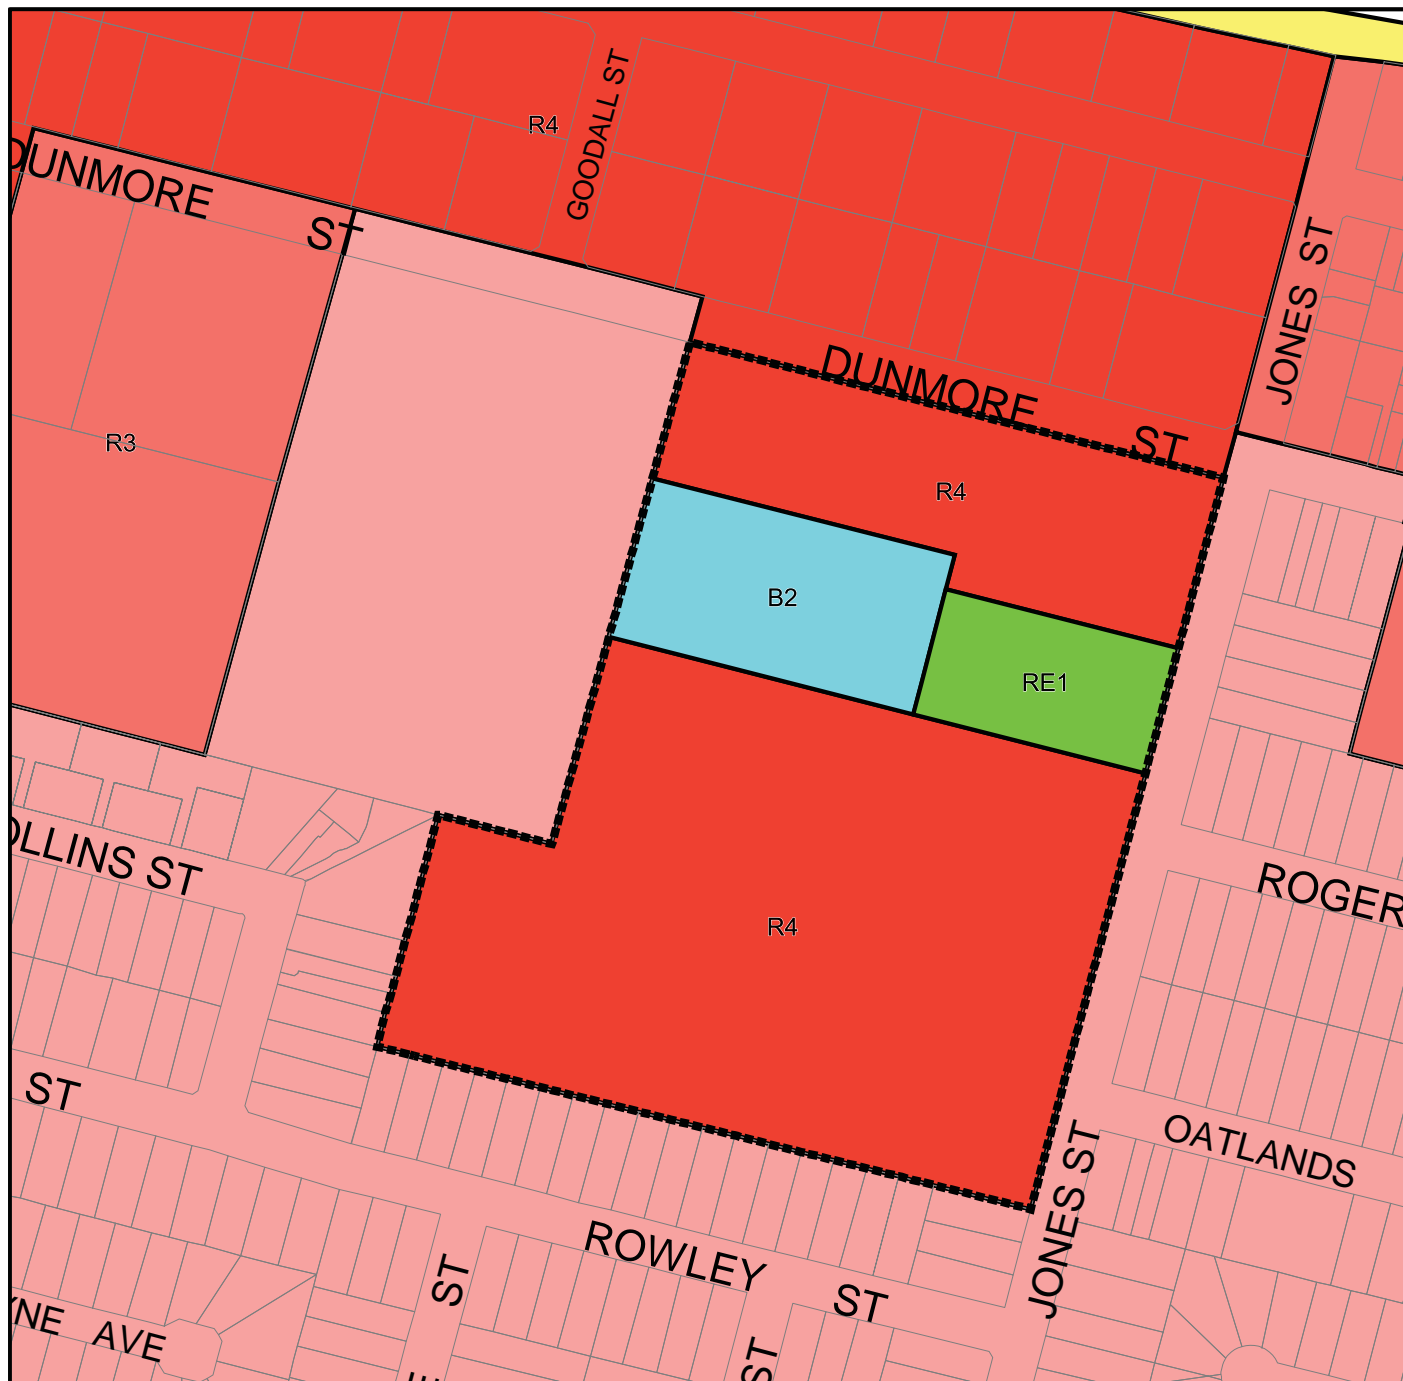 R4
GOODALL ST
DUNMORE ST
JONES ST
DUNMORE ST
R3
R4
B2
RE1
OLLINS ST
ROGER
R4
ST
OATLANDS
JONES ST
ROWLEY ST
ST
YNE AVE
ST